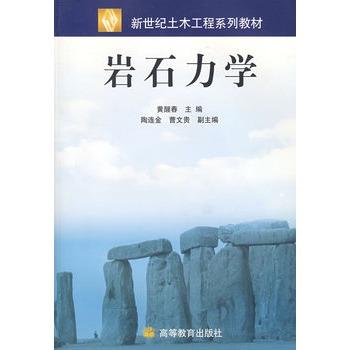 新世纪土木工程系列教材
岩石力学
黄醒春 主编
陶连金 曹文贵 副主编
高等教育出版社